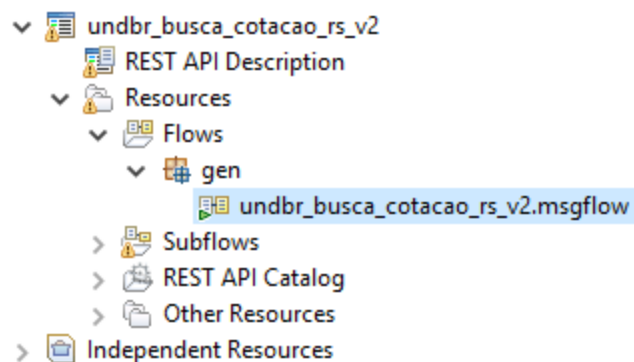 undbr_busca_cotacao_rs_v2
REST API Description
Resources
Flows
gen
undbr_busca_cotacao_rs_v2.msgflow
Subflows
REST API Catalog
Other Resources
Independent Resources